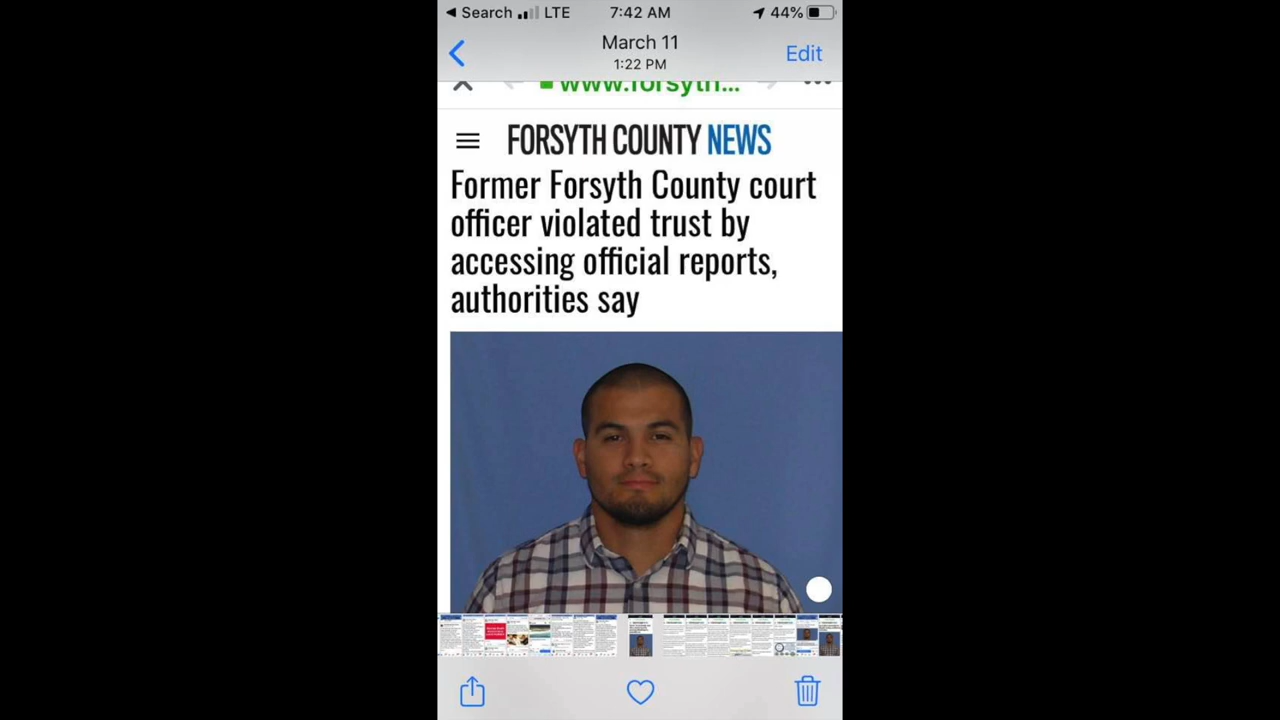 Search LTE 7:42 AM 44%
March 11
1:22 PM
Edit
FORSYTH COUNTY NEWS
Former Forsyth County court
officer violated trust by
accessing official reports,
authorities say